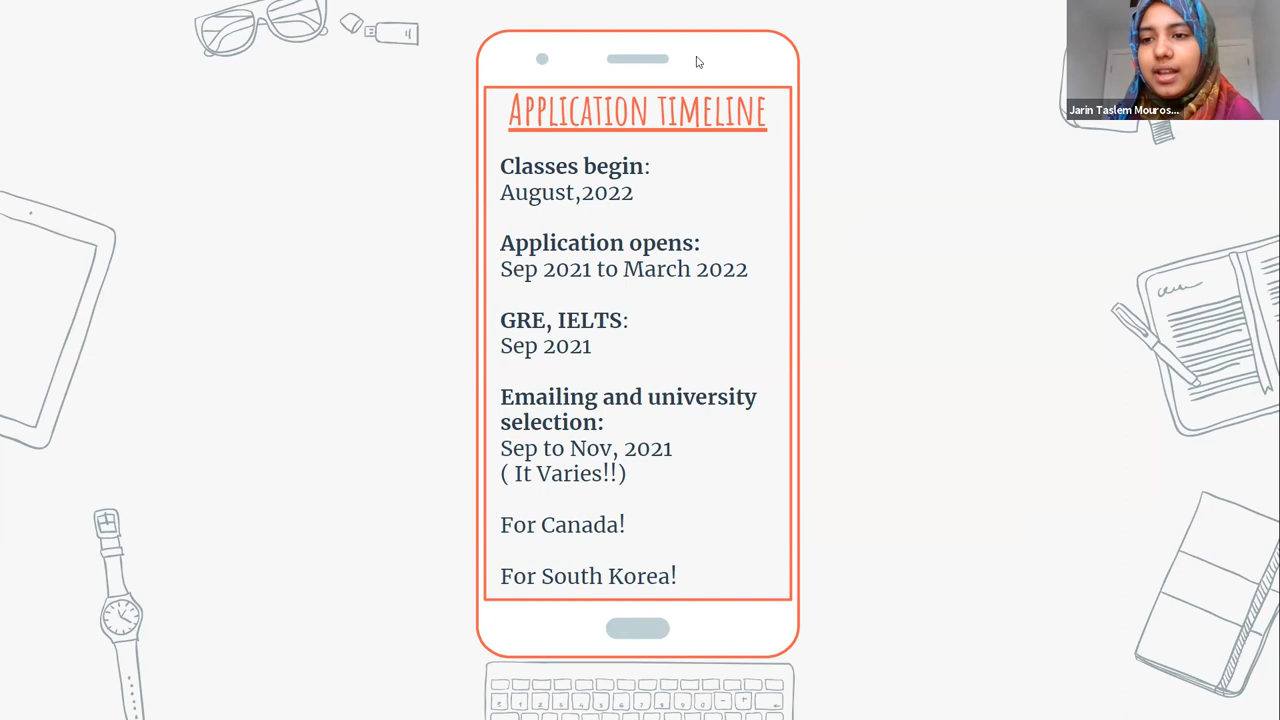 Jarin Taslem Mouros...
APPLICATION TIMELINE
Classes begin:
August,2022
Application opens:
Sep 2021 to March 2022
GRE, IELTS:
Sep 2021
Emailing and university
selection:
Sep to Nov, 2021
( It Varies!!)
For Canada!
For South Korea!